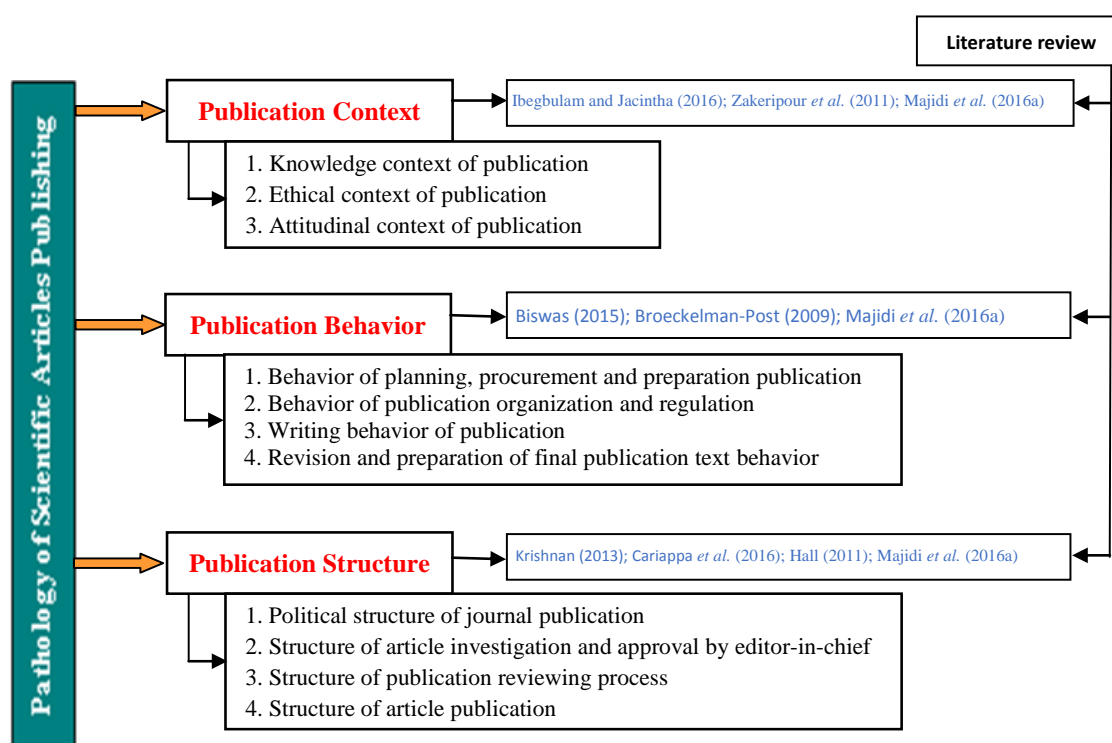 Literature review
Pathology of Scientific Articles Publishing
Publication Context
Ibegbulam and Jacintha (2016); Zakeripour et al. (2011); Majidi et al. (2016a)
1. Knowledge context of publication
2. Ethical context of publication
3. Attitudinal context of publication
Publication Behavior
Biswas (2015); Broeckelman-Post (2009); Majidi et al. (2016a)
1. Behavior of planning, procurement and preparation publication
2. Behavior of publication organization and regulation
3. Writing behavior of publication
4. Revision and preparation of final publication text behavior
Publication Structure
Krishnan (2013); Cariappa et al. (2016); Hall (2011); Majidi et al. (2016a)
1. Political structure of journal publication
2. Structure of article investigation and approval by editor-in-chief
3. Structure of publication reviewing process
4. Structure of article publication